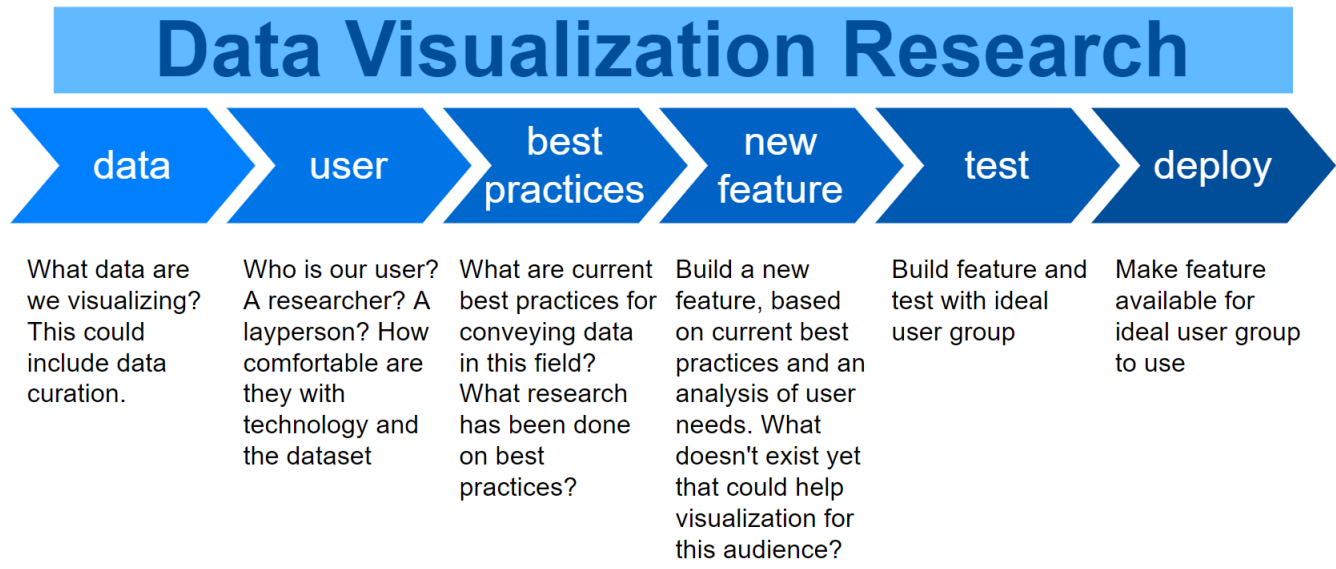 Data Visualization Research
data
user
best
practices
new
feature
test
deploy
What data are
we visualizing?
This could
include data
curation.
Who is our user?
A researcher? A
layperson? How
comfortable are
they with
technology and
the dataset
What are current
best practices for
conveying data
in this field?
What research
has been done
on best
practices?
Build a new
feature, based
on current best
practices and an
analysis of user
needs. What
doesn't exist yet
that could help
visualization for
this audience?
Build feature and
test with ideal
user group
Make feature
available for
ideal user group
to use